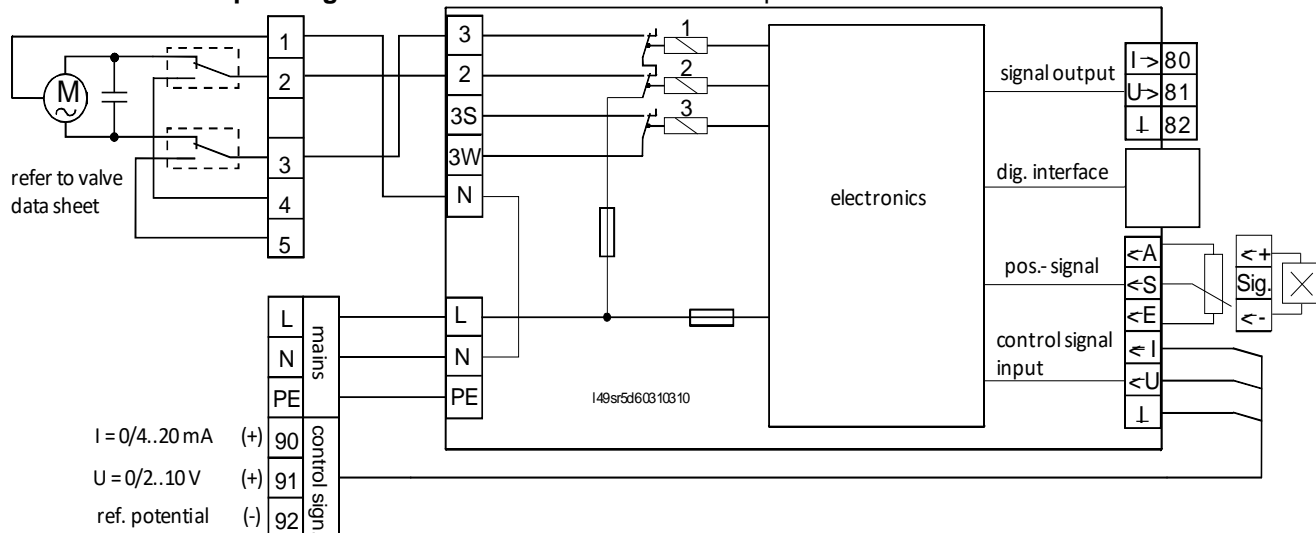 1
2
3
4
5
M
~
refer to valve
data sheet
3
2
3S
3W
N
1
2
3
electronics
signal output
I-> 80
U-> 81
⊥ 82
dig. interface
pos.- signal
<-A
<-S
<-E
<-+
Sig.
<--
control signal
input
<-I
<-U
⊥
L
N
PE
mains
L
N
PE
l49sr5d60310310
I = 0/4..20 mA (+) 90
U = 0/2..10 V (+) 91
ref. potential (-) 92
control sign.